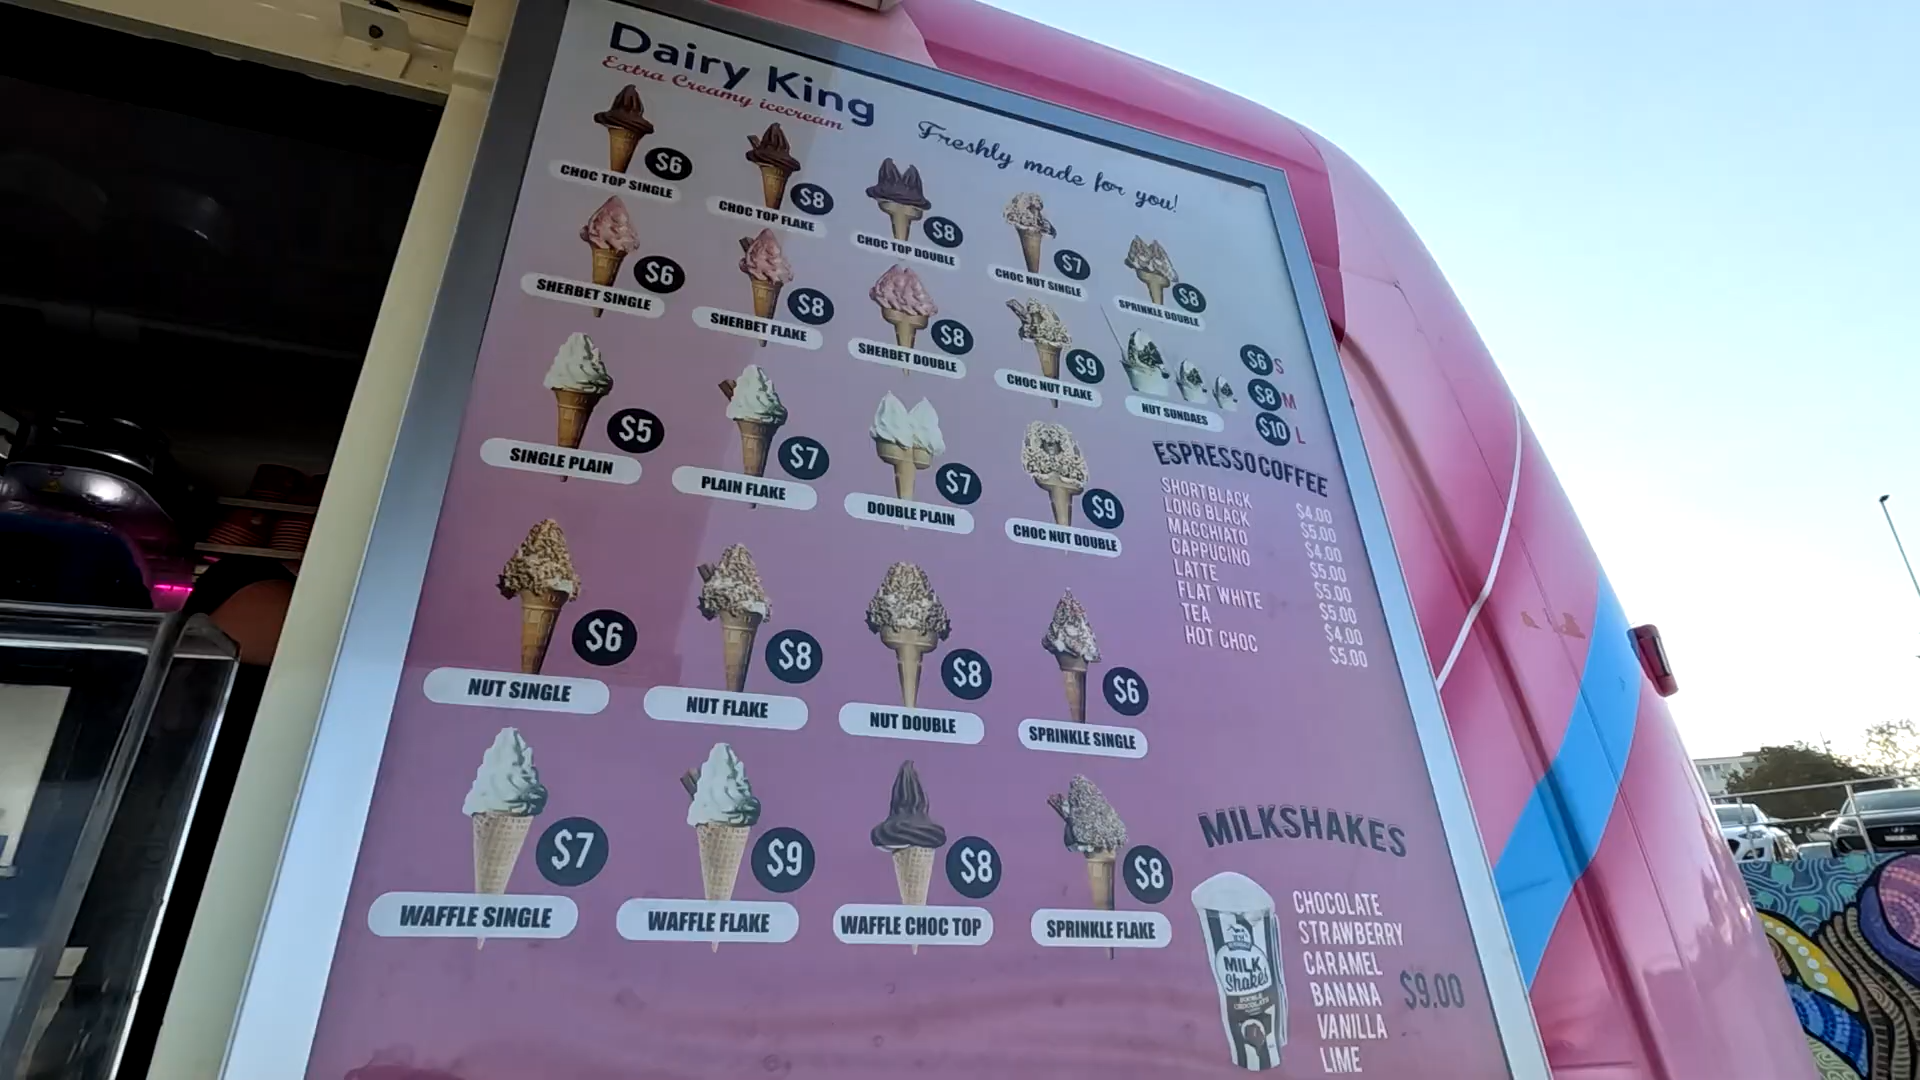 Dairy King
Extra Creamy icecream
Freshly made for you!
$6
CHOC TOP SINGLE
$8
CHOC TOP FLAKE
$8
CHOC TOP DOUBLE
$7
CHOC NUT SINGLE
$8
SPRINKLE DOUBLE
$6
SHERBET SINGLE
$8
SHERBET FLAKE
$8
SHERBET DOUBLE
$9
CHOC NUT FLAKE
NUT SUNDAES
$6 S
$8 M
$10 L
$5
SINGLE PLAIN
$7
PLAIN FLAKE
$7
DOUBLE PLAIN
$9
CHOC NUT DOUBLE
$6
NUT SINGLE
$8
NUT FLAKE
$8
NUT DOUBLE
$6
SPRINKLE SINGLE
$7
WAFFLE SINGLE
$9
WAFFLE FLAKE
$8
WAFFLE CHOC TOP
$8
SPRINKLE FLAKE
ESPRESSO COFFEE
SHORT BLACK $4.00
LONG BLACK $5.00
MACCHIATO $4.00
CAPPUCINO $5.00
LATTE $5.00
FLAT WHITE $5.00
TEA $4.00
HOT CHOC $5.00
MILKSHAKES
MILK
Shake
CHOCOLATE
STRAWBERRY
CARAMEL
BANANA $9.00
VANILLA
LIME